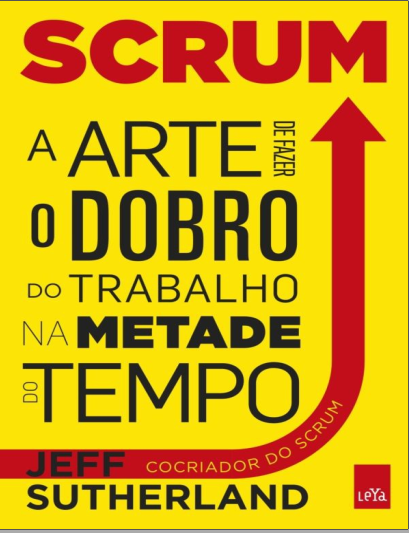 SCRUM
A ARTE DE FAZER
O DOBRO
DO TRABALHO
NA METADE
DO TEMPO
JEFF COCRIADOR DO SCRUM
SUTHERLAND
LeYa